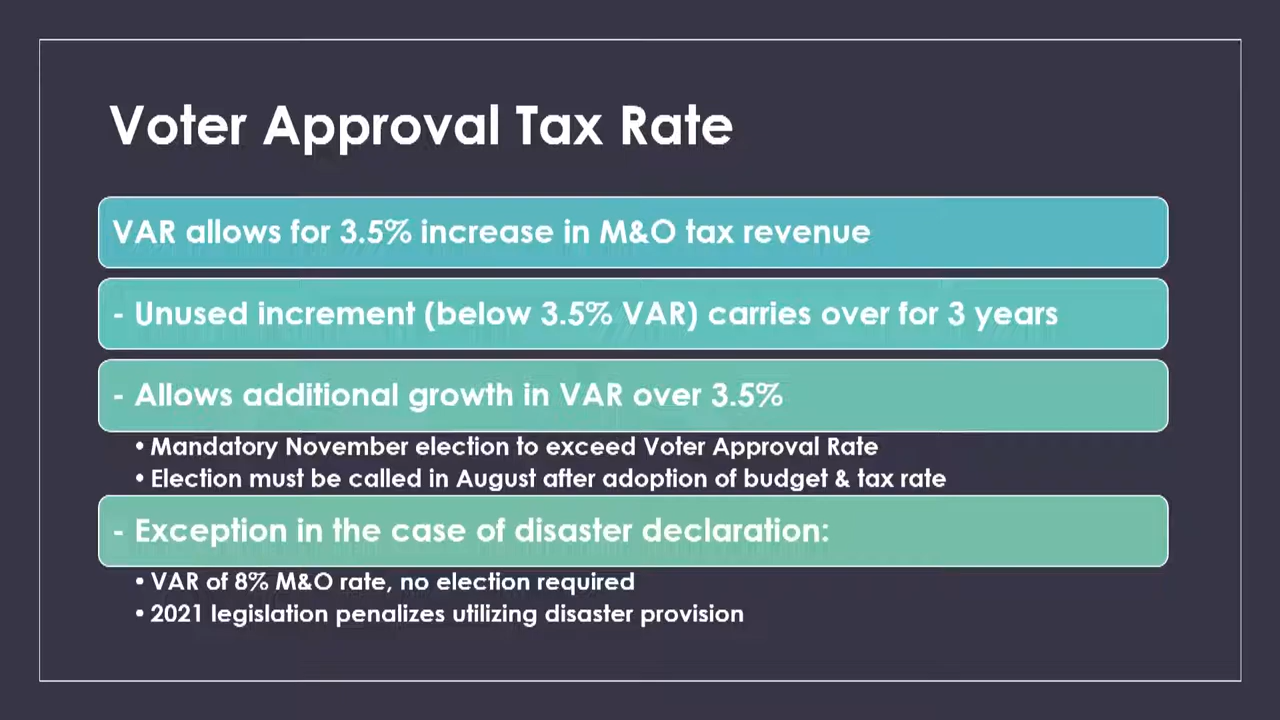 Voter Approval Tax Rate
VAR allows for 3.5% increase in M&O tax revenue
- Unused increment (below 3.5% VAR) carries over for 3 years
- Allows additional growth in VAR over 3.5%
• Mandatory November election to exceed Voter Approval Rate
• Election must be called in August after adoption of budget & tax rate
- Exception in the case of disaster declaration:
• VAR of 8% M&O rate, no election required
• 2021 legislation penalizes utilizing disaster provision